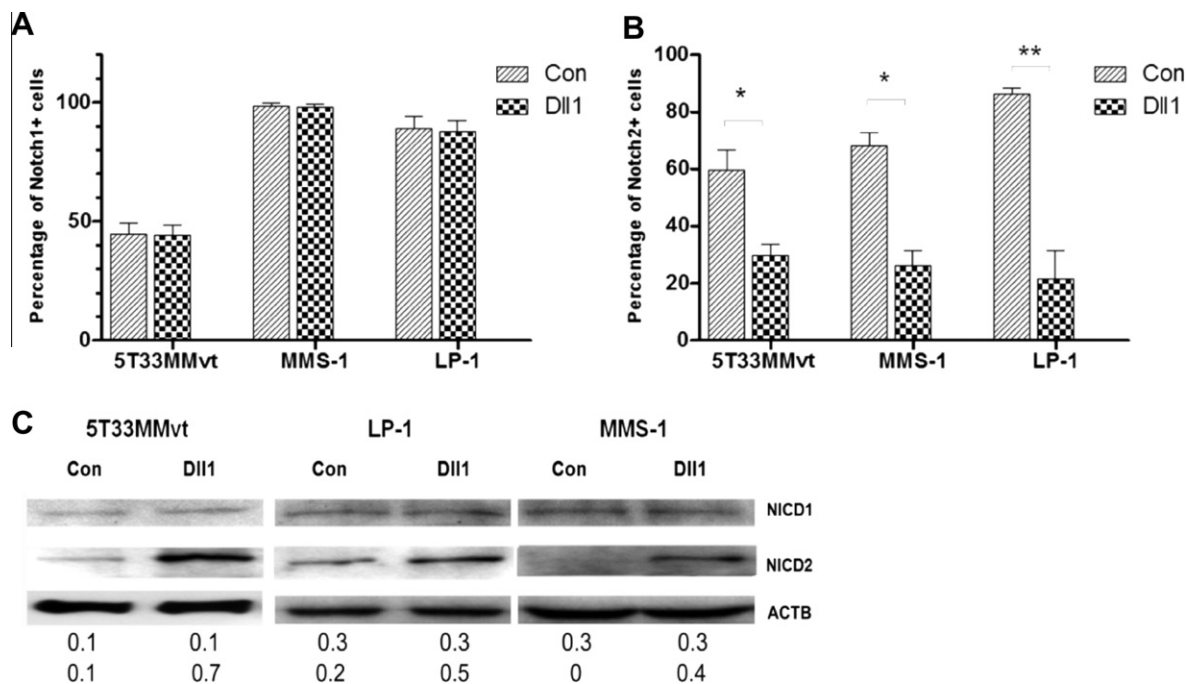 A
Percentage of Notch1+ cells
100
50
0
Con
Dll1
5T33MMvt MMS-1 LP-1
B
Percentage of Notch2+ cells
100
80
60
40
20
0
* * **
Con
Dll1
5T33MMvt MMS-1 LP-1
C
5T33MMvt LP-1 MMS-1
Con Dll1 Con Dll1 Con Dll1
NICD1
NICD2
ACTB
0.1 0.1 0.3 0.3 0.3 0.3
0.1 0.7 0.2 0.5 0 0.4